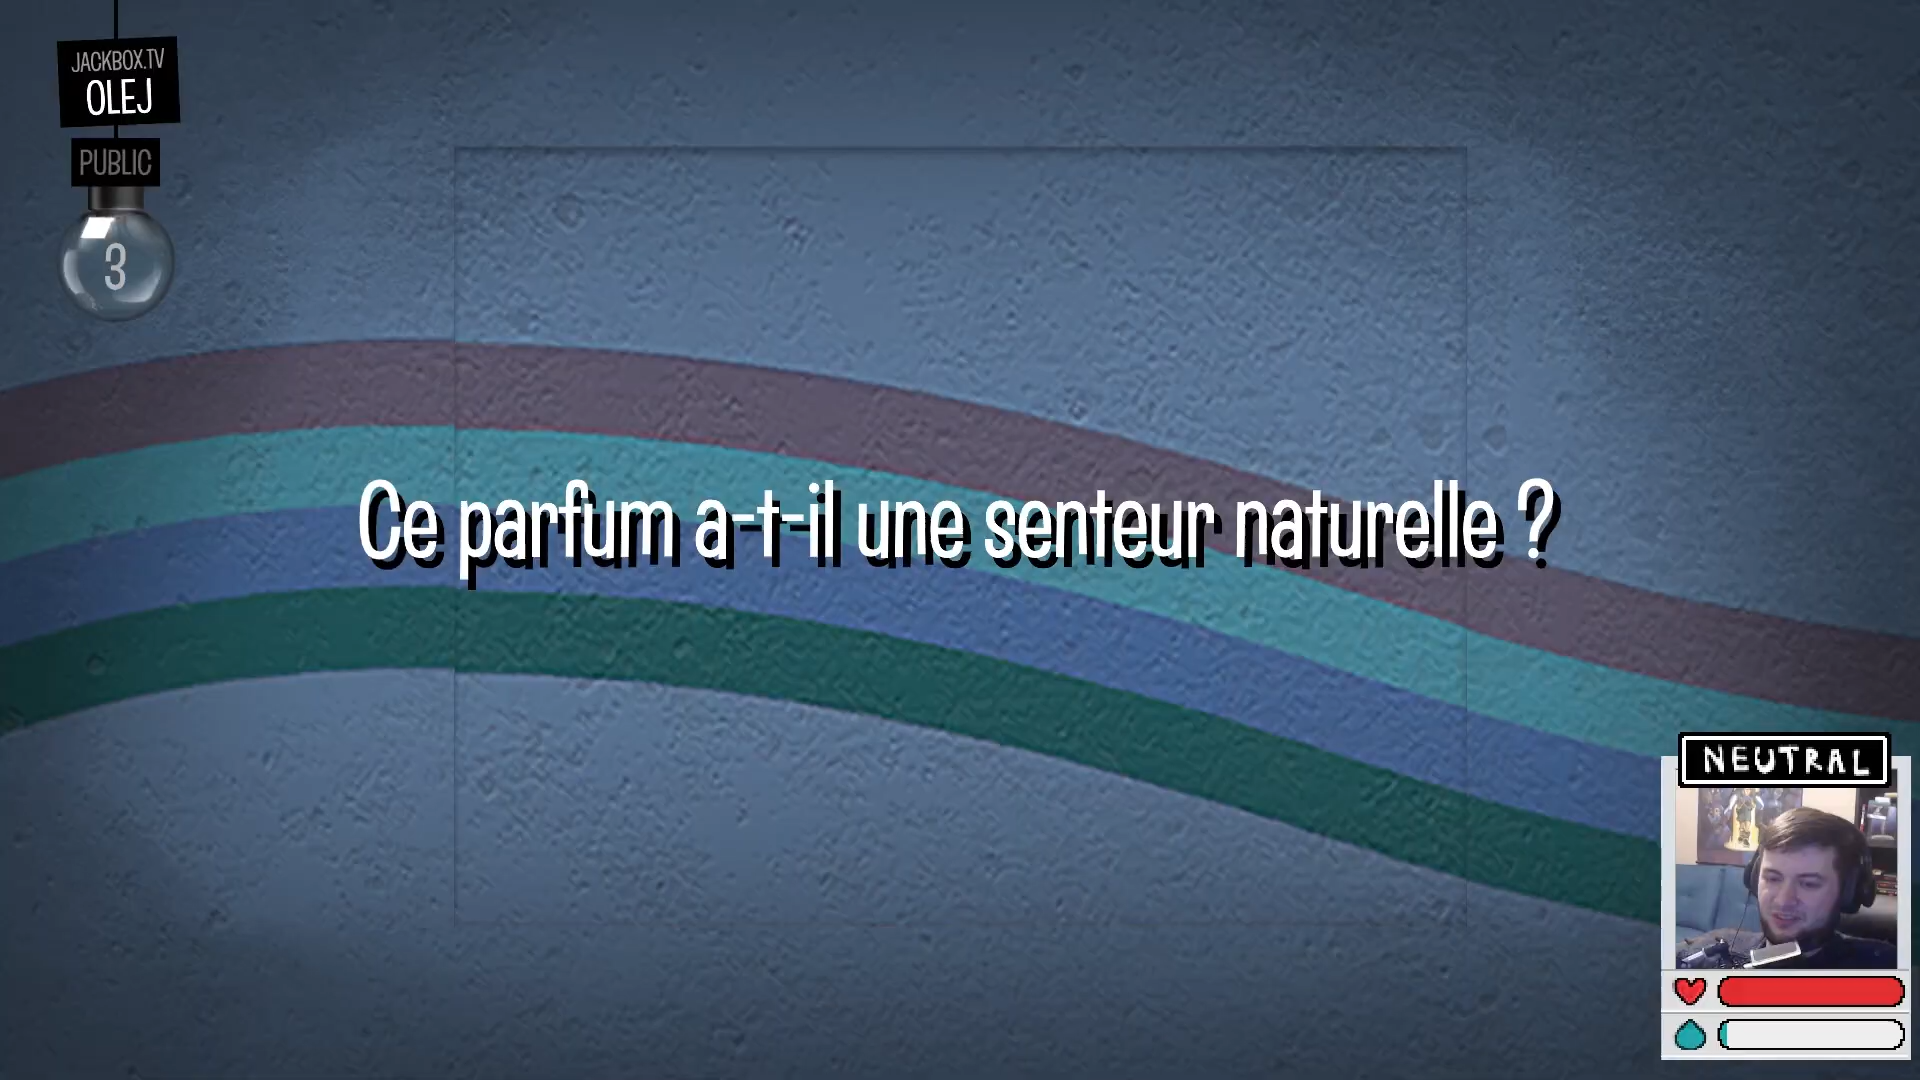 JACKBOX.TV
OLEJ
PUBLIC
3
Ce parfum a-t-il une senteur naturelle ?
NEUTRAL